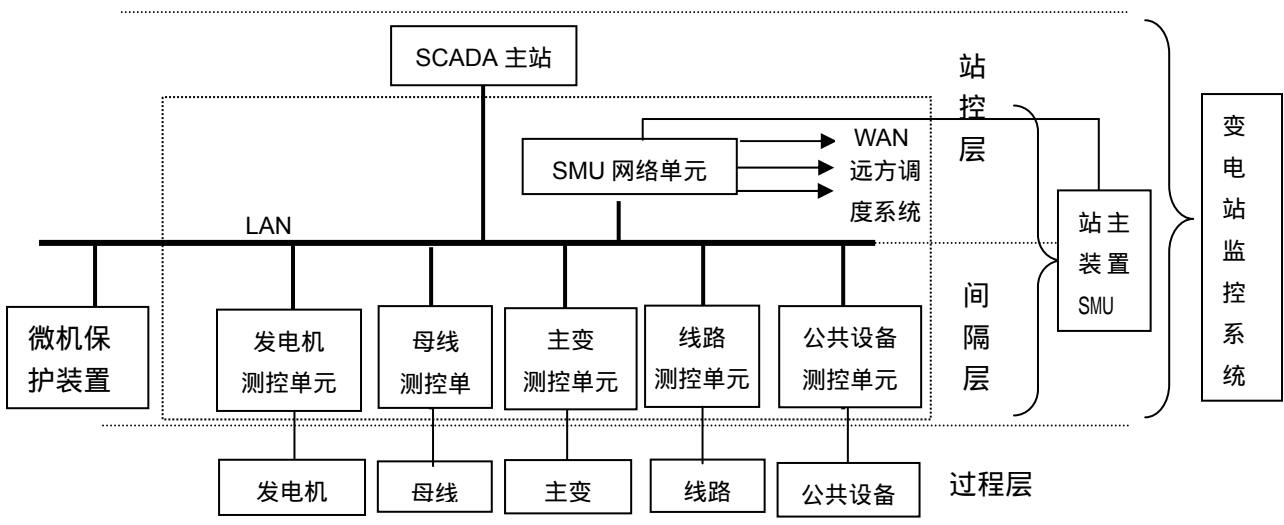 SCADA 主站
站
控
层
WAN
SMU 网络单元
远方调
度系统
LAN
变
电
站
监
控
系
统
站 主
装 置
SMU
间
隔
层
微机保
护装置
发电机
测控单元
母线
测控单
主变
测控单元
线路
测控单元
公共设备
测控单元
发电机
母线
主变
线路
公共设备
过程层